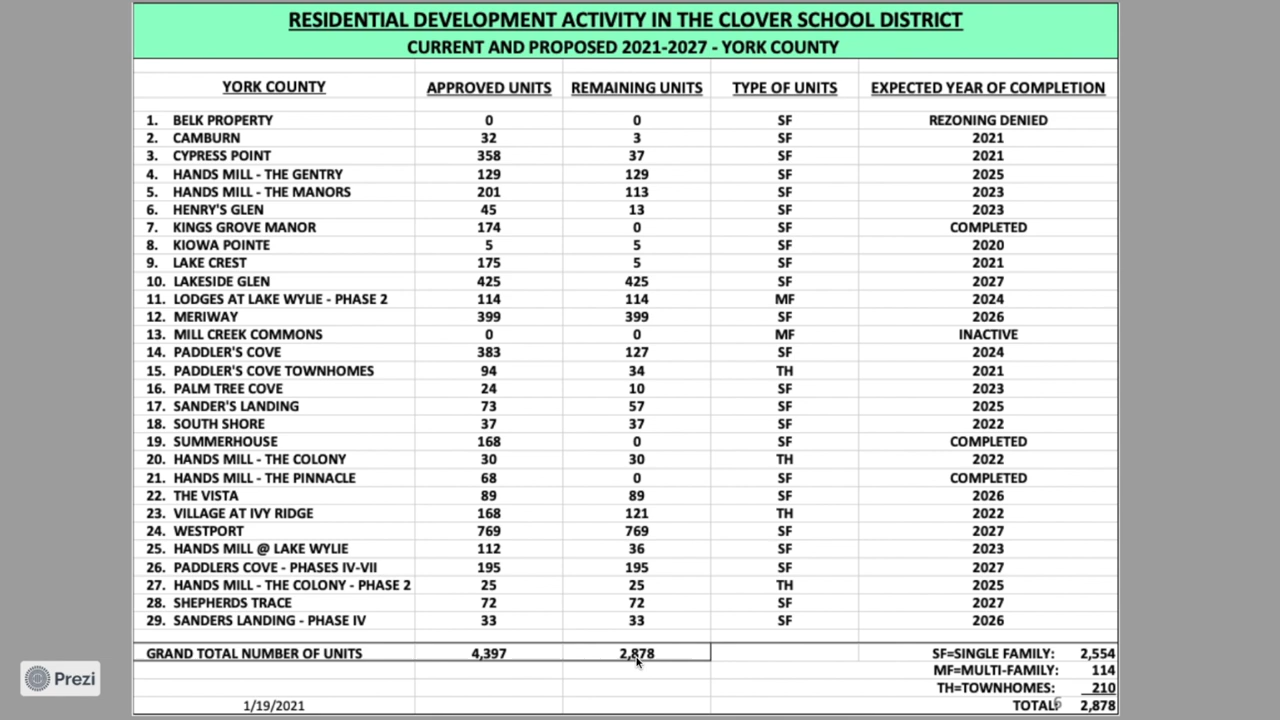 RESIDENTIAL DEVELOPMENT ACTIVITY IN THE CLOVER SCHOOL DISTRICT
CURRENT AND PROPOSED 2021-2027 - YORK COUNTY
YORK COUNTY APPROVED UNITS REMAINING UNITS TYPE OF UNITS EXPECTED YEAR OF COMPLETION
1. BELK PROPERTY 0 0 SF REZONING DENIED
2. CAMBURN 32 3 SF 2021
3. CYPRESS POINT 358 37 SF 2021
4. HANDS MILL - THE GENTRY 129 129 SF 2025
5. HANDS MILL - THE MANORS 201 113 SF 2023
6. HENRY'S GLEN 45 13 SF 2023
7. KINGS GROVE MANOR 174 0 SF COMPLETED
8. KIOWA POINTE 5 5 SF 2020
9. LAKE CREST 175 5 SF 2021
10. LAKESIDE GLEN 425 425 SF 2027
11. LODGES AT LAKE WYLIE - PHASE 2 114 114 MF 2024
12. MERIWAY 399 399 SF 2026
13. MILL CREEK COMMONS 0 0 MF INACTIVE
14. PADDLER'S COVE 383 127 SF 2024
15. PADDLER'S COVE TOWNHOMES 94 34 TH 2021
16. PALM TREE COVE 24 10 SF 2023
17. SANDER'S LANDING 73 57 SF 2025
18. SOUTH SHORE 37 37 SF 2022
19. SUMMERHOUSE 168 0 SF COMPLETED
20. HANDS MILL - THE COLONY 30 30 TH 2022
21. HANDS MILL - THE PINNACLE 68 0 SF COMPLETED
22. THE VISTA 89 89 SF 2026
23. VILLAGE AT IVY RIDGE 168 121 TH 2022
24. WESTPORT 769 769 SF 2027
25. HANDS MILL @ LAKE WYLIE 112 36 SF 2023
26. PADDLERS COVE - PHASES IV-VII 195 195 SF 2027
27. HANDS MILL - THE COLONY - PHASE 2 25 25 TH 2025
28. SHEPHERDS TRACE 72 72 SF 2027
29. SANDERS LANDING - PHASE IV 33 33 SF 2026
GRAND TOTAL NUMBER OF UNITS 4,397 2,878 SF=SINGLE FAMILY: 2,554
MF=MULTI-FAMILY: 114
TH=TOWNHOMES: 210
1/19/2021 TOTAL: 6 2,878
Prezi